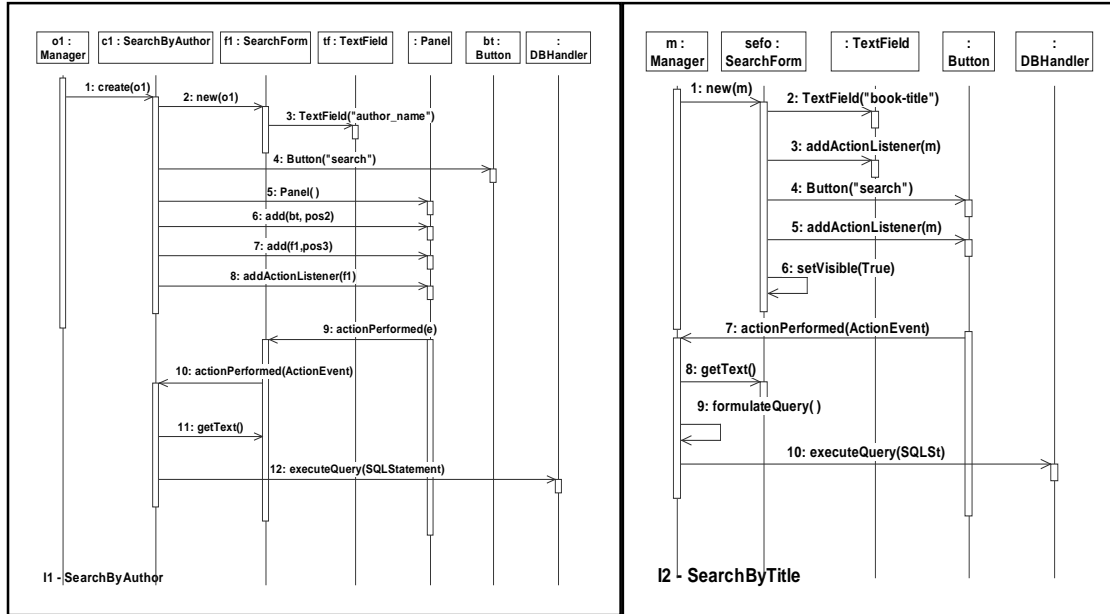 o1 :
Manager
c1 : SearchByAuthor
f1 : SearchForm
tf : TextField
: Panel
bt :
Button
:
DBHandler
1: create(o1)
2: new(o1)
3: TextField("author_name")
4: Button("search")
5: Panel( )
6: add(bt, pos2)
7: add(f1,pos3)
8: addActionListener(f1)
9: actionPerformed(e)
10: actionPerformed(ActionEvent)
11: getText()
12: executeQuery(SQLStatement)
I1 - SearchByAuthor
m :
Manager
sefo :
SearchForm
: TextField
:
Button
:
DBHandler
1: new(m)
2: TextField("book-title")
3: addActionListener(m)
4: Button("search")
5: addActionListener(m)
6: setVisible(True)
7: actionPerformed(ActionEvent)
8: getText()
9: formulateQuery( )
10: executeQuery(SQLSt)
I2 - SearchByTitle